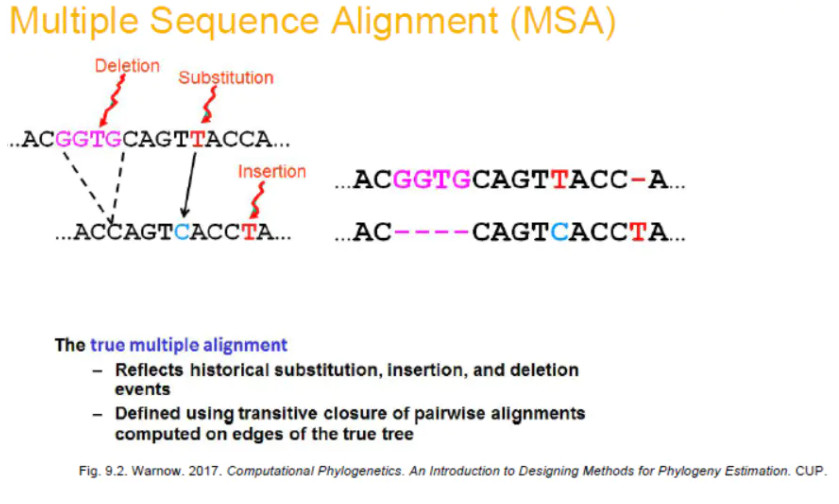 Multiple Sequence Alignment (MSA)
Deletion
Substitution
...ACGGTGCAGTTACCA...
Insertion
...ACCAGTCACCTA...
...ACGGTGCAGTTACC-A...
...AC----CAGTCACCTA...
The true multiple alignment
– Reflects historical substitution, insertion, and deletion
events
– Defined using transitive closure of pairwise alignments
computed on edges of the true tree
Fig. 9.2. Warnow. 2017. Computational Phylogenetics. An Introduction to Designing Methods for Phylogeny Estimation. CUP.